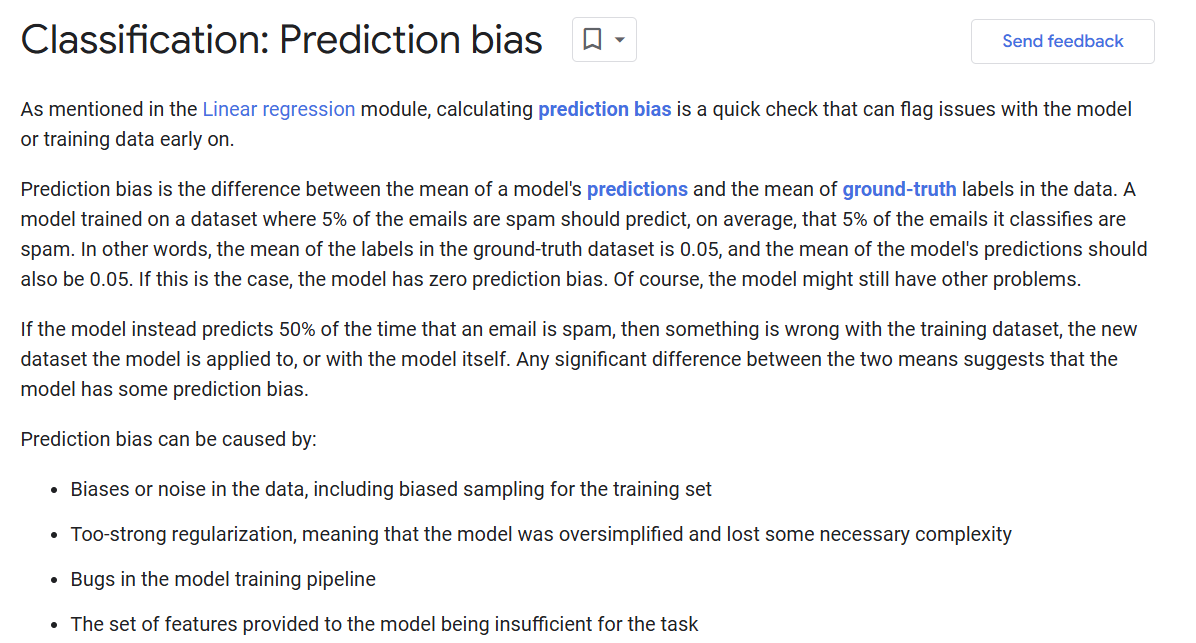 Classification: Prediction bias
Send feedback
As mentioned in the Linear regression module, calculating prediction bias is a quick check that can flag issues with the model
or training data early on.
Prediction bias is the difference between the mean of a model's predictions and the mean of ground-truth labels in the data. A
model trained on a dataset where 5% of the emails are spam should predict, on average, that 5% of the emails it classifies are
spam. In other words, the mean of the labels in the ground-truth dataset is 0.05, and the mean of the model's predictions should
also be 0.05. If this is the case, the model has zero prediction bias. Of course, the model might still have other problems.
If the model instead predicts 50% of the time that an email is spam, then something is wrong with the training dataset, the new
dataset the model is applied to, or with the model itself. Any significant difference between the two means suggests that the
model has some prediction bias.
Prediction bias can be caused by:
• Biases or noise in the data, including biased sampling for the training set
• Too-strong regularization, meaning that the model was oversimplified and lost some necessary complexity
• Bugs in the model training pipeline
• The set of features provided to the model being insufficient for the task